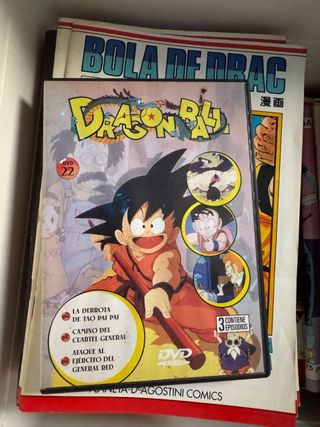 BOLA DE DRAC
漫画
DRAGON BALL
DVD
22
LA DERROTA
DE TAO PAI PAI
CAMINO DEL
CUARTEL GENERAL
ATAQUE AL
EJÉRCITO DEL
GENERAL RED
3 CONTIENE
EPISODIOS
DVD
PLANETA-DEAGOSTINI COMICS